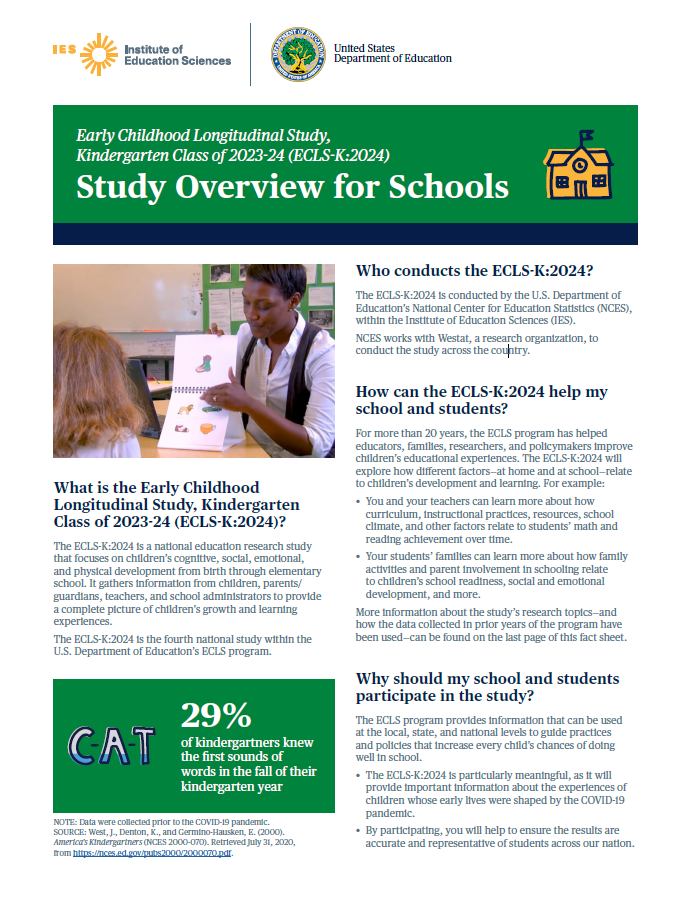 IES
Institute of
Education Sciences
United States
Department of Education
Early Childhood Longitudinal Study,
Kindergarten Class of 2023-24 (ECLS-K:2024)
Study Overview for Schools
What is the Early Childhood
Longitudinal Study, Kindergarten
Class of 2023-24 (ECLS-K:2024)?
The ECLS-K:2024 is a national education research study
that focuses on children's cognitive, social, emotional,
and physical development from birth through elementary
school. It gathers information from children, parents/
guardians, teachers, and school administrators to provide
a complete picture of children's growth and learning
experiences.
The ECLS-K:2024 is the fourth national study within the
U.S. Department of Education's ECLS program.
C-A-T
29%
of kindergartners knew
the first sounds of
words in the fall of their
kindergarten year
NOTE: Data were collected prior to the COVID-19 pandemic.
SOURCE: West, J., Denton, K., and Germino-Hausken, E. (2000).
America's Kindergartners (NCES 2000-070). Retrieved July 31, 2020,
from https://nces.ed.gov/pubs2000/2000070.pdf.
Who conducts the ECLS-K:2024?
The ECLS-K:2024 is conducted by the U.S. Department of
Education's National Center for Education Statistics (NCES),
within the Institute of Education Sciences (IES).
NCES works with Westat, a research organization, to
conduct the study across the country.
How can the ECLS-K:2024 help my
school and students?
For more than 20 years, the ECLS program has helped
educators, families, researchers, and policymakers improve
children's educational experiences. The ECLS-K:2024 will
explore how different factors—at home and at school—relate
to children's development and learning. For example:
• You and your teachers can learn more about how
curriculum, instructional practices, resources, school
climate, and other factors relate to students' math and
reading achievement over time.
• Your students' families can learn more about how family
activities and parent involvement in schooling relate
to children's school readiness, social and emotional
development, and more.
More information about the study's research topics—and
how the data collected in prior years of the program have
been used—can be found on the last page of this fact sheet.
Why should my school and students
participate in the study?
The ECLS program provides information that can be used
at the local, state, and national levels to guide practices
and policies that increase every child's chances of doing
well in school.
• The ECLS-K:2024 is particularly meaningful, as it will
provide important information about the experiences of
children whose early lives were shaped by the COVID-19
pandemic.
• By participating, you will help to ensure the results are
accurate and representative of students across our nation.